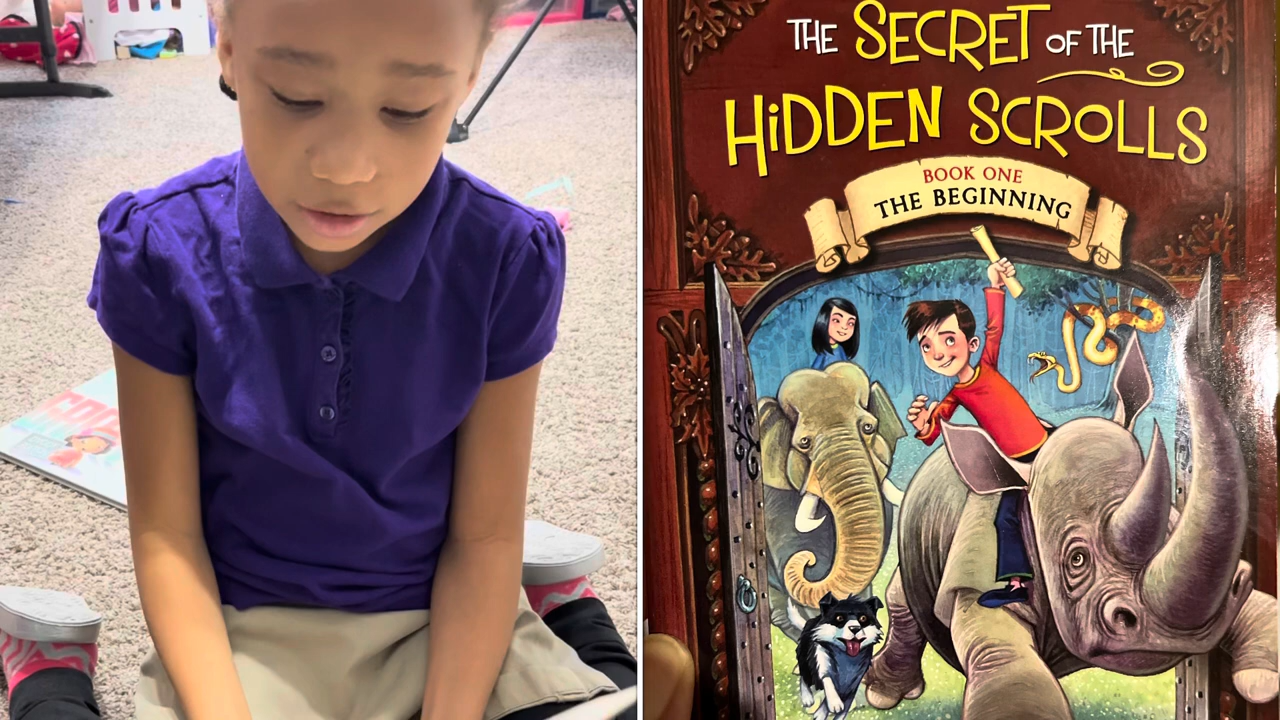 THE SECRET OF THE
HiDDEN SCROLLS
BOOK ONE
THE BEGINNING